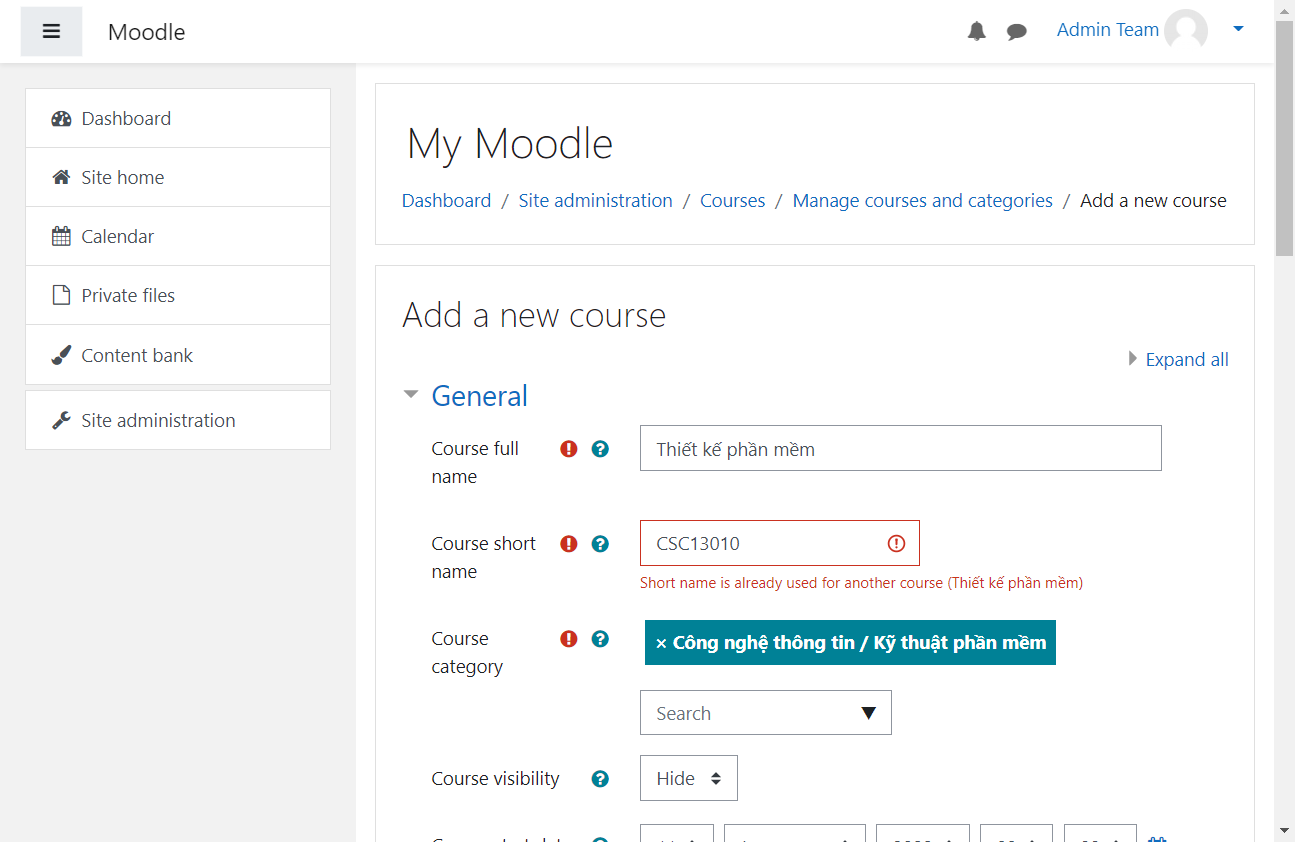 Moodle
Admin Team
Dashboard
Site home
Calendar
Private files
Content bank
Site administration
My Moodle
Dashboard / Site administration / Courses / Manage courses and categories / Add a new course
Add a new course
Expand all
General
Course full name
Thiết kế phần mềm
Course short name
CSC13010
Short name is already used for another course (Thiết kế phần mềm)
Course category
× Công nghệ thông tin / Kỹ thuật phần mềm
Search
Course visibility
Hide